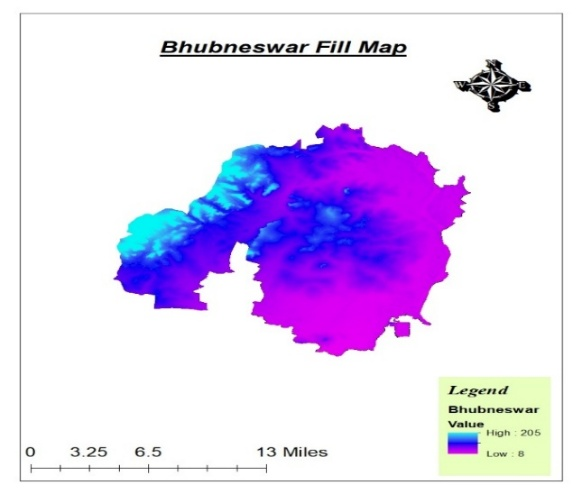 Bhubneswar Fill Map
N
W E
S
Legend
Bhubneswar
Value
High : 205
Low : 8
0 3.25 6.5 13 Miles